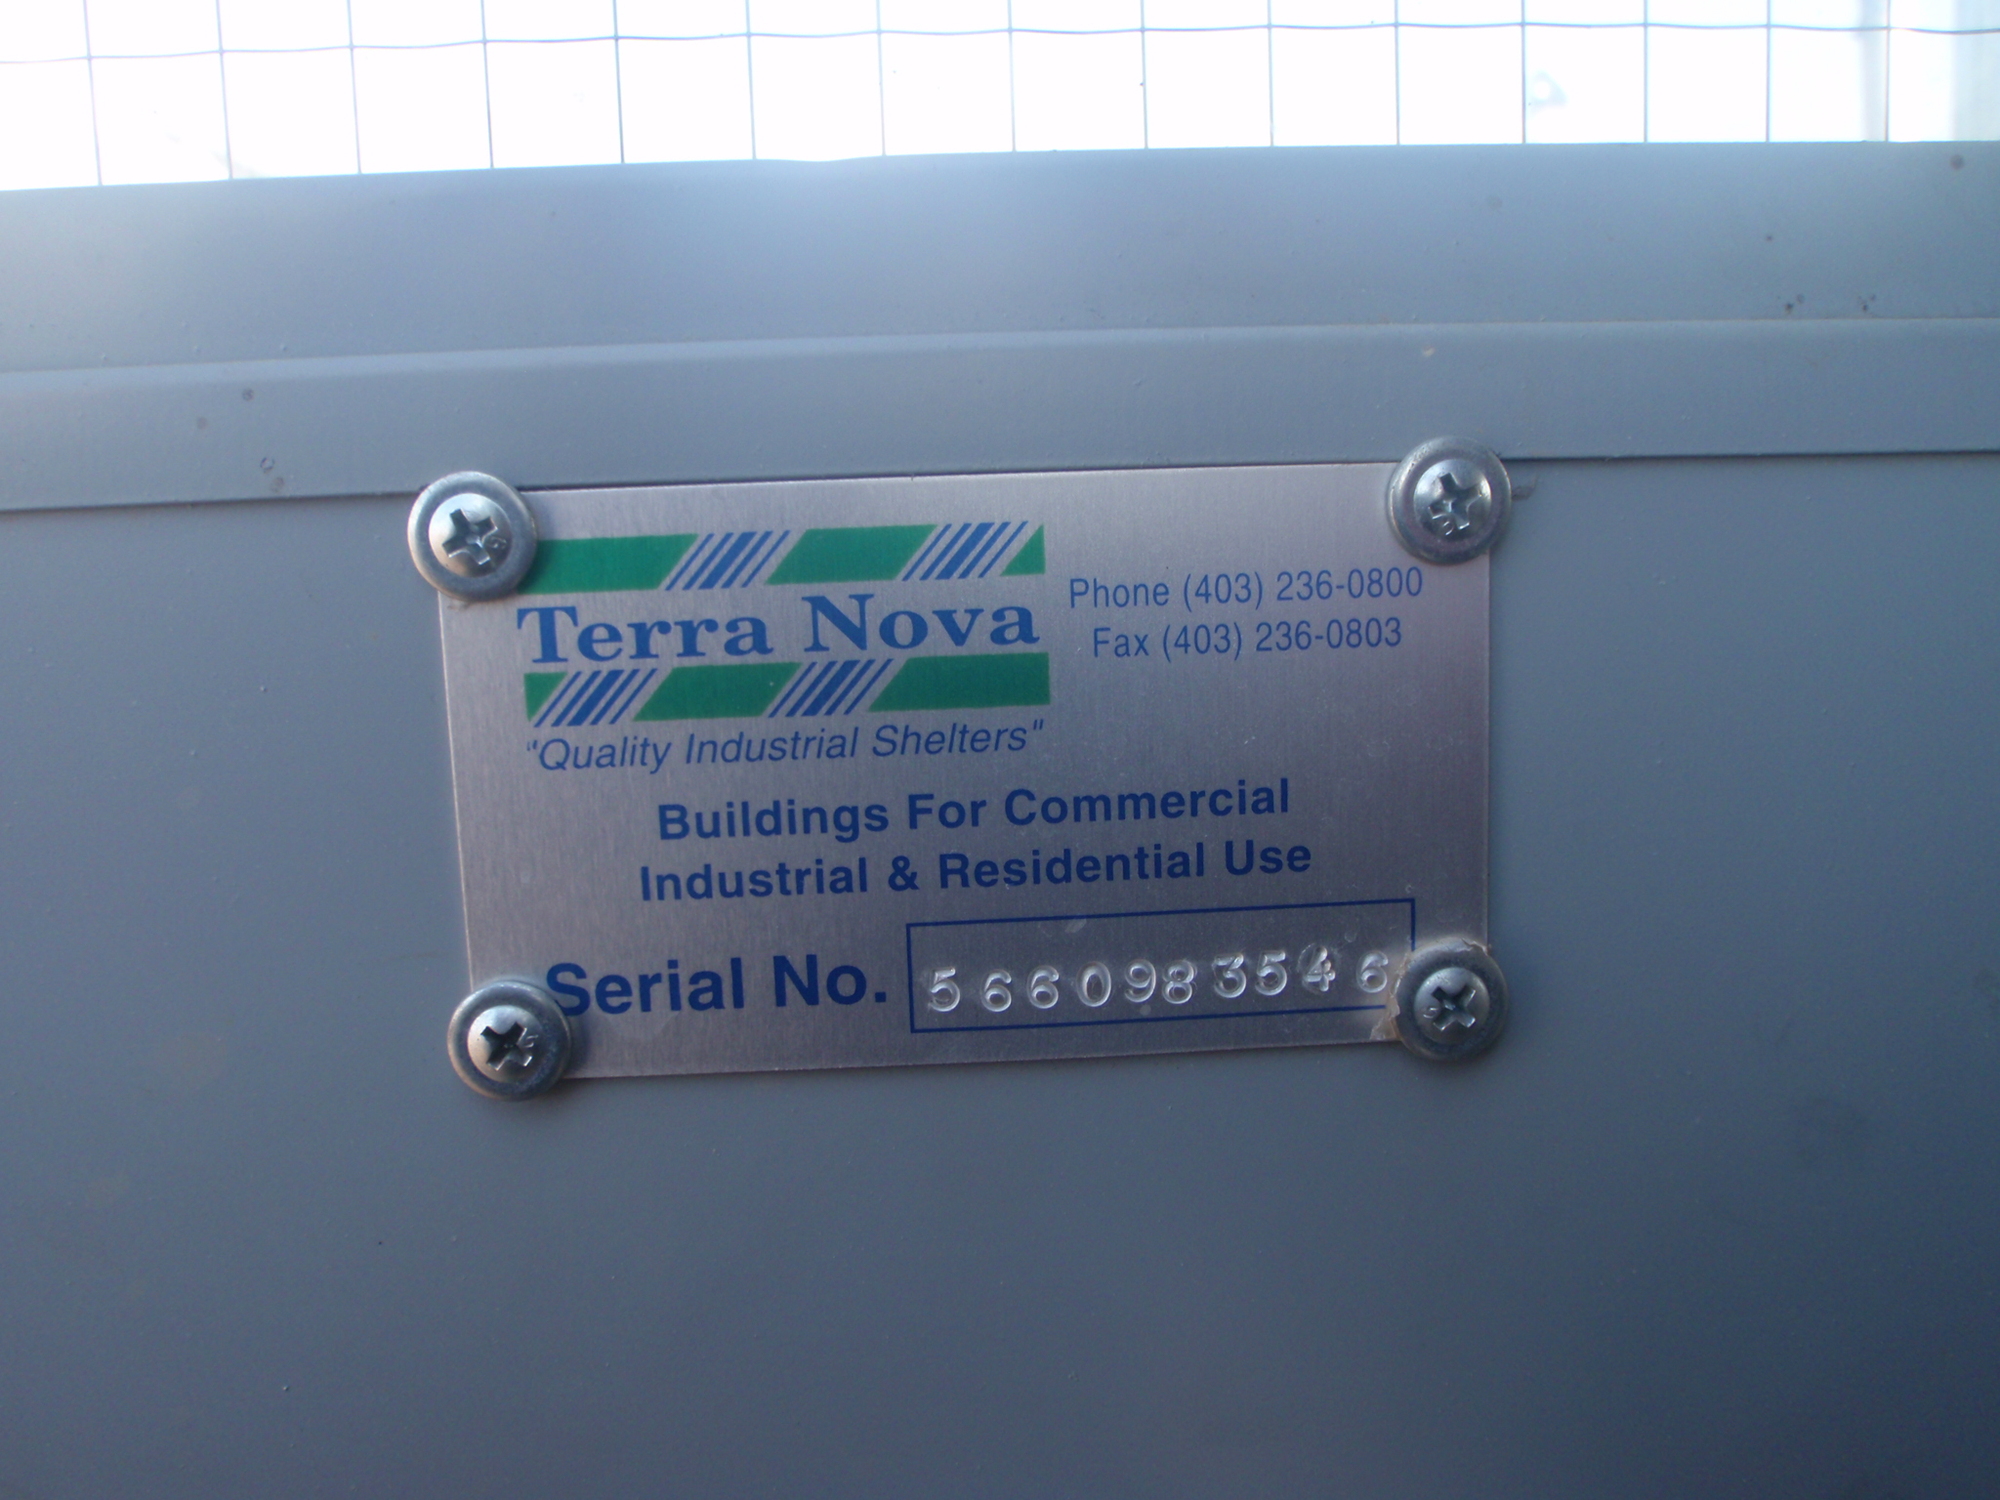 Terra Nova
"Quality Industrial Shelters"
Phone (403) 236-0800
Fax (403) 236-0803
Buildings For Commercial
Industrial & Residential Use
Serial No. 5660983546